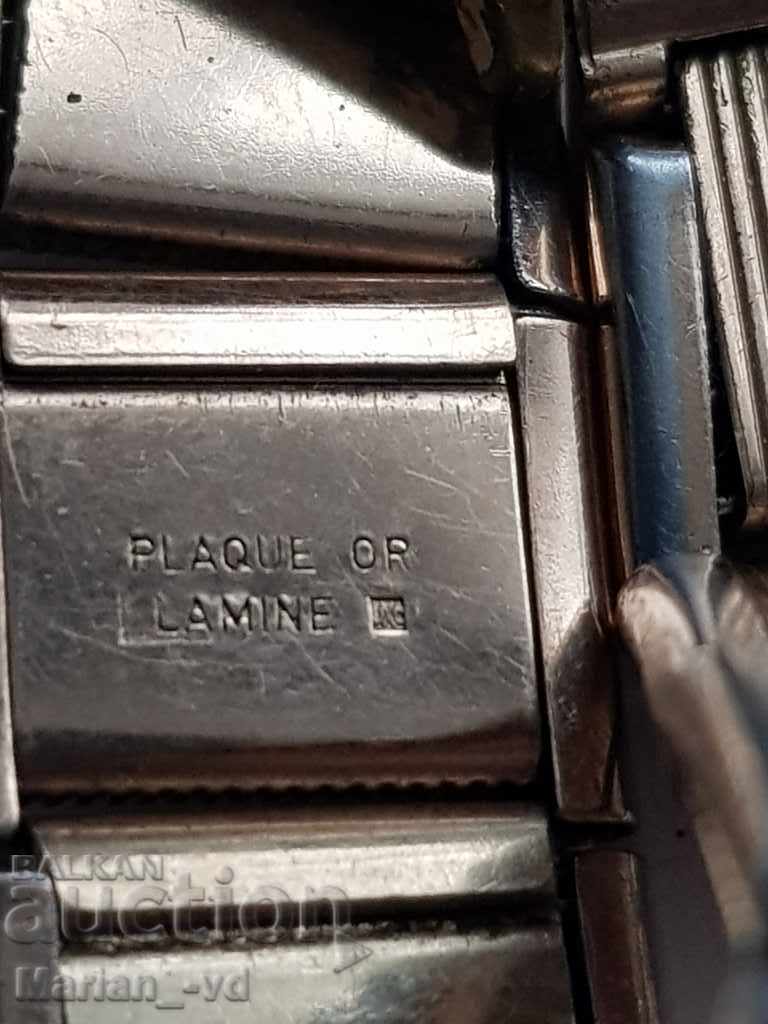 PLAQUE OR
LAMINE
BALKAN
auction
Marian_-vd